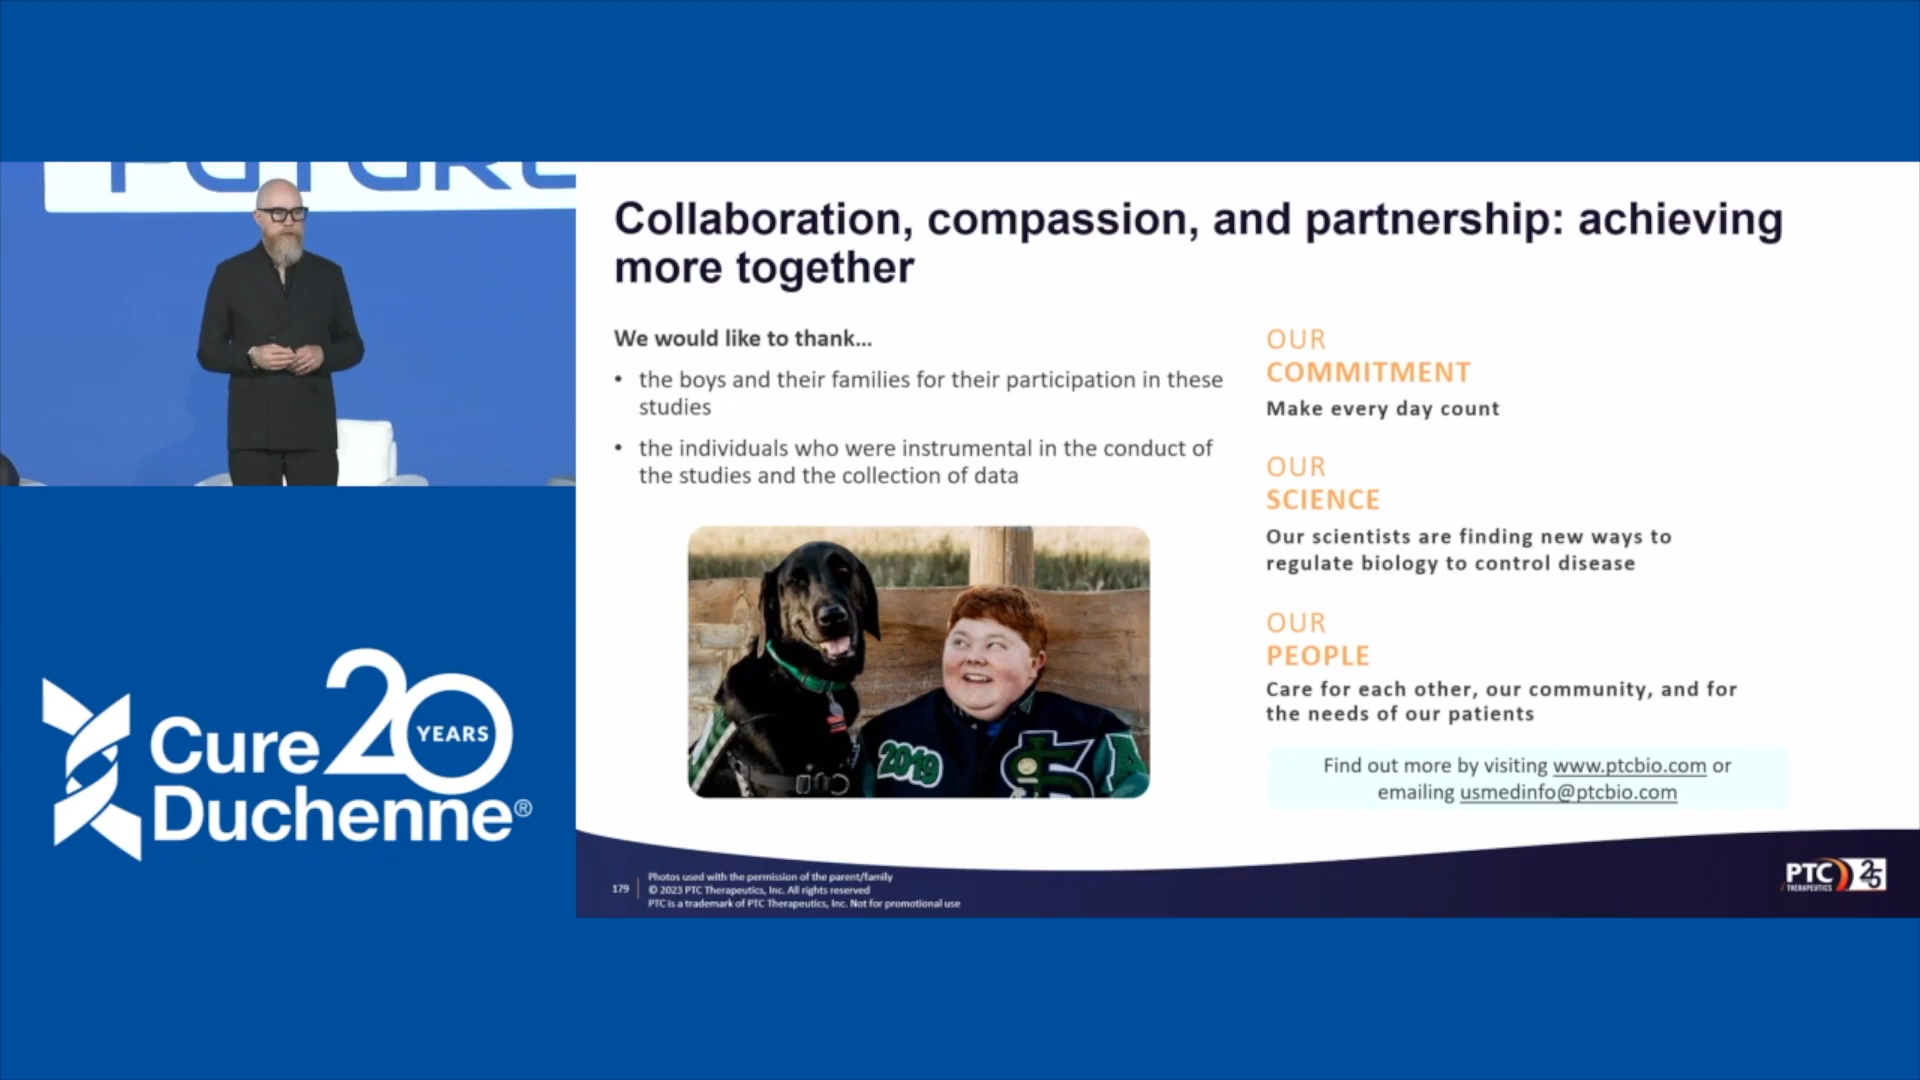 FUTURE
Collaboration, compassion, and partnership: achieving
more together
We would like to thank...
• the boys and their families for their participation in these
studies
• the individuals who were instrumental in the conduct of
the studies and the collection of data
2019
OUR
COMMITMENT
Make every day count
OUR
SCIENCE
Our scientists are finding new ways to
regulate biology to control disease
OUR
PEOPLE
Care for each other, our community, and for
the needs of our patients
Find out more by visiting www.ptcbio.com or
emailing usmedinfo@ptcbio.com
Cure 20 YEARS
Duchenne®
179
Photos used with the permission of the parent/family
© 2023 PTC Therapeutics, Inc. All rights reserved
PTC is a trademark of PTC Therapeutics, Inc. Not for promotional use
PTC 25
THERAPEUTICS